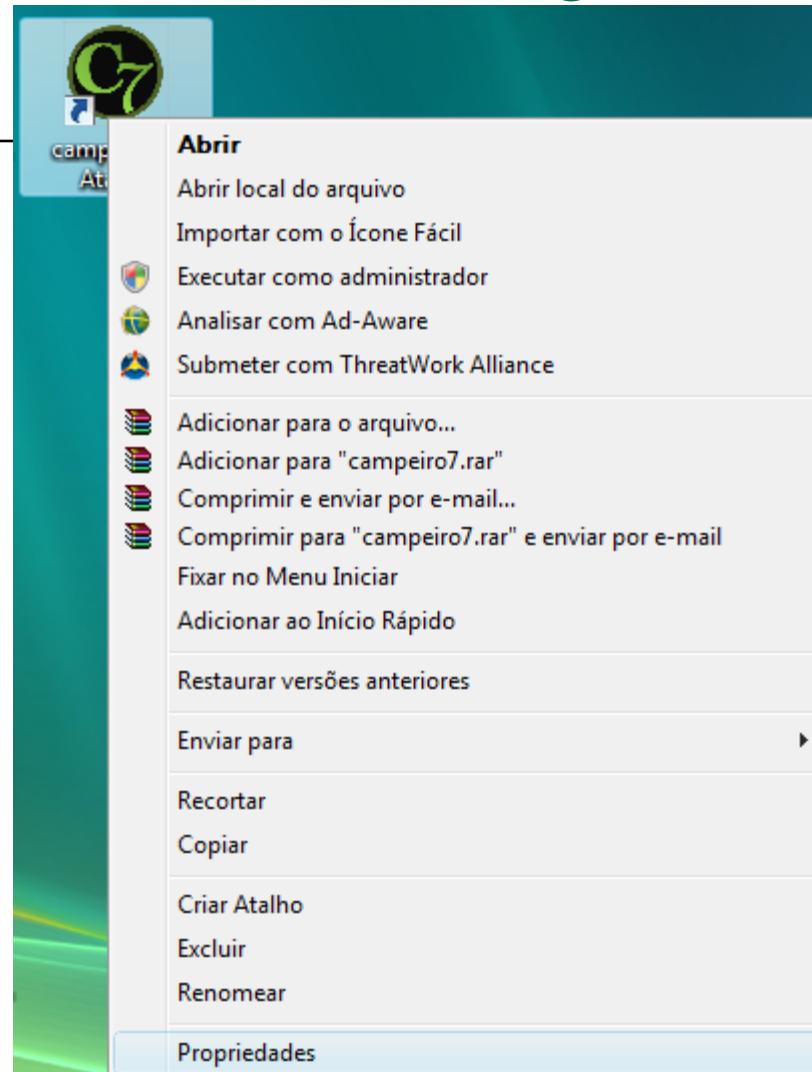 C7
Abrir
Abrir local do arquivo
Importar com o Ícone Fácil
Executar como administrador
Analisar com Ad-Aware
Submeter com ThreatWork Alliance
Adicionar para o arquivo...
Adicionar para "campeiro7.rar"
Comprimir e enviar por e-mail...
Comprimir para "campeiro7.rar" e enviar por e-mail
Fixar no Menu Iniciar
Adicionar ao Início Rápido
Restaurar versões anteriores
Enviar para
Recortar
Copiar
Criar Atalho
Excluir
Renomear
Propriedades